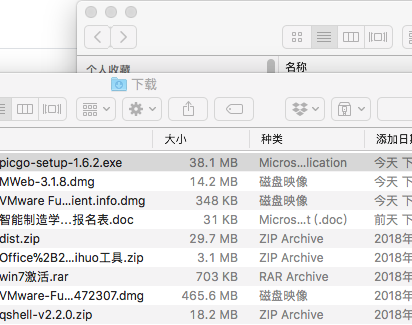 个人收藏
名称
下载
大小 种类 添加日期
picgo-setup-1.6.2.exe 38.1 MB Micros...lication 今天 下
MWeb-3.1.8.dmg 14.2 MB 磁盘映像 今天 下
VMware Fu...ient.info.dmg 348 KB 磁盘映像 今天 下
智能制造学...报名表.doc 31 KB Micros...t (.doc) 前天 下
dist.zip 29.7 MB ZIP Archive 2018年
Office%2B2...ihuo工具.zip 3.1 MB ZIP Archive 2018年
win7激活.rar 703 KB RAR Archive 2018年
VMware-Fu...472307.dmg 465.6 MB 磁盘映像 2018年
qshell-v2.2.0.zip 18.2 MB ZIP Archive 2018年